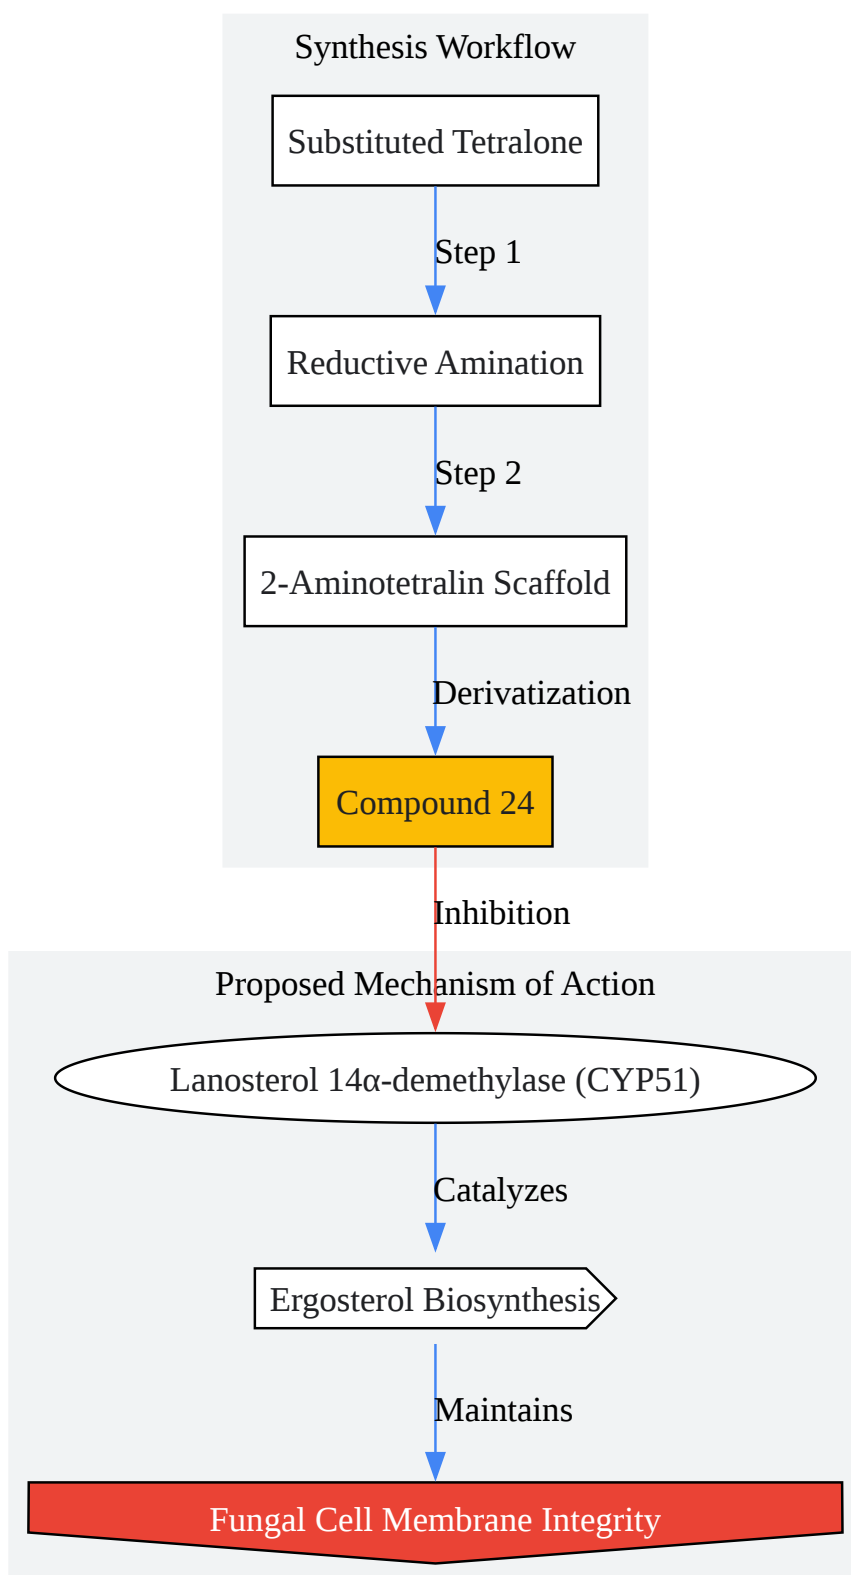 Synthesis Workflow
Substituted Tetralone
Step 1
Reductive Amination
Step 2
2-Aminotetralin Scaffold
Derivatization
Compound 24
Inhibition
Proposed Mechanism of Action
Lanosterol 14α-demethylase (CYP51)
Catalyzes
Ergosterol Biosynthesis
Maintains
Fungal Cell Membrane Integrity